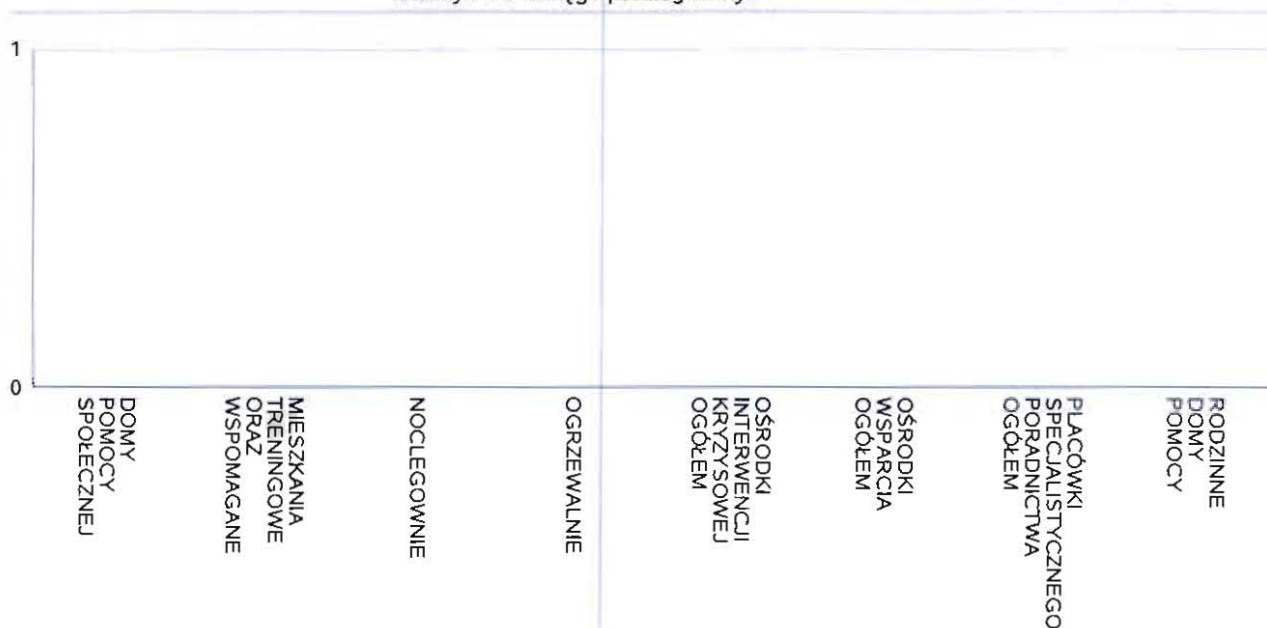 1
0
DOMY
POMOCY
SPOŁECZNEJ
MIESZKANIA
TRENINGOWE
ORAZ
WSPOMAGANE
NOCLEGOWNIE
OGRZEWALNIE
OŚRODKI
INTERWENCJI
KRYZYSOWEJ
OGÓŁEM
OŚRODKI
WSPARCIA
OGÓŁEM
PLACÓWKI
SPECJALISTYCZNEGO
PORADNICTWA
OGÓŁEM
RODZINNE
DOMY
POMOCY